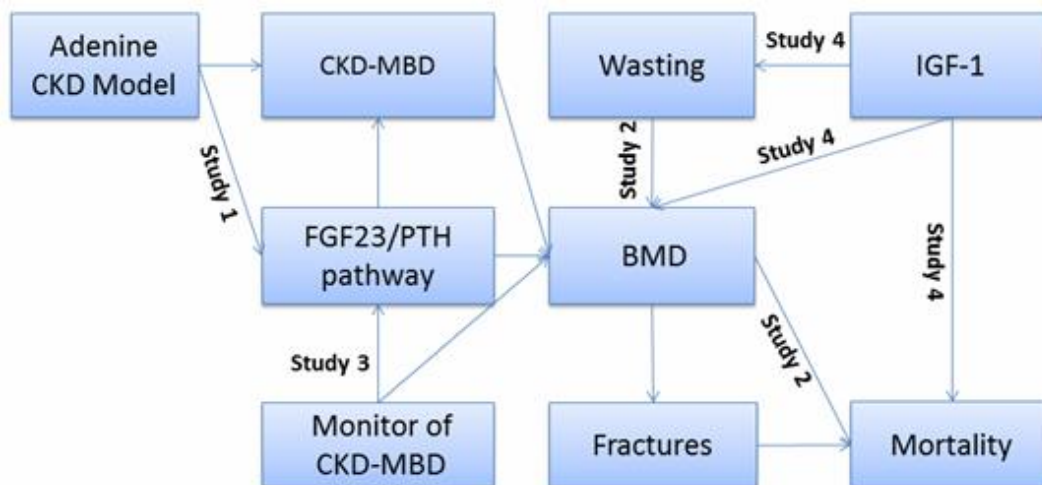 Adenine
CKD Model
CKD-MBD
Wasting
Study 4
IGF-1
Study 1
Study 2
Study 4
FGF23/PTH
pathway
BMD
Study 4
Study 3
Study 2
Monitor of
CKD-MBD
Fractures
Mortality